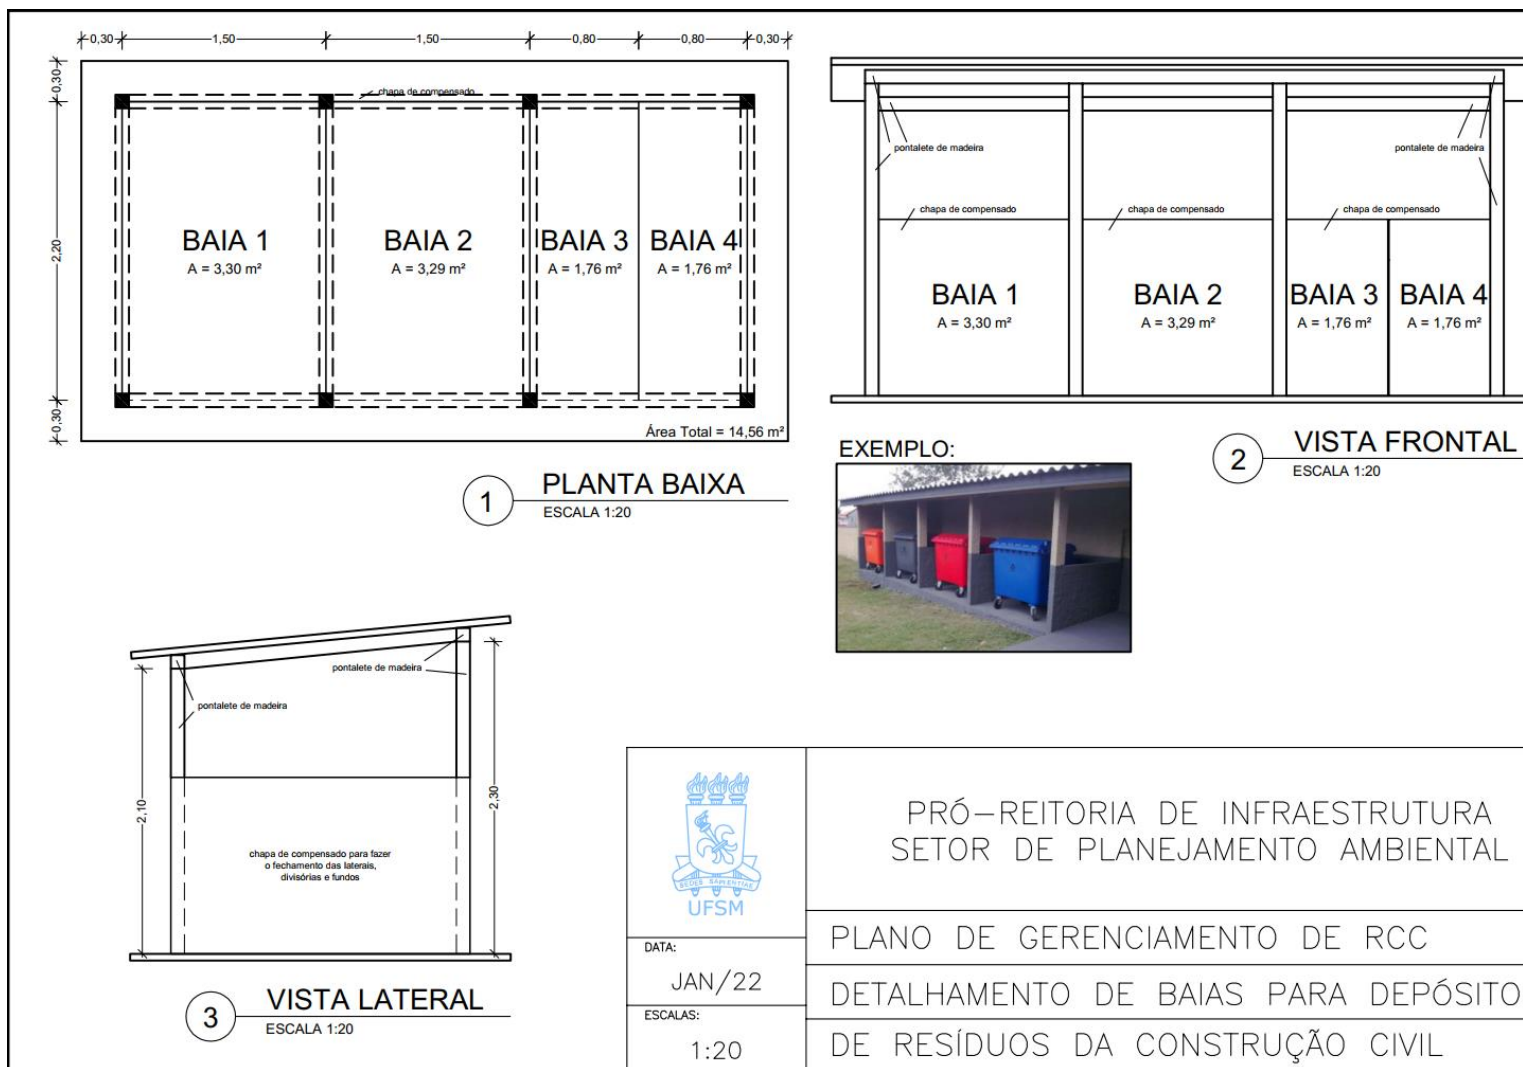 0,30
1,50
1,50
0,80
0,80
0,30
0,30
2,20
0,30
chapa de compensado
BAIA 1
A = 3,30 m²
BAIA 2
A = 3,29 m²
BAIA 3
A = 1,76 m²
BAIA 4
A = 1,76 m²
Área Total = 14,56 m²
1
PLANTA BAIXA
ESCALA 1:20
pontalete de madeira
pontalete de madeira
chapa de compensado
chapa de compensado
chapa de compensado
BAIA 1
A = 3,30 m²
BAIA 2
A = 3,29 m²
BAIA 3
A = 1,76 m²
BAIA 4
A = 1,76 m²
2
VISTA FRONTAL
ESCALA 1:20
EXEMPLO:
pontalete de madeira
pontalete de madeira
2,10
2,30
chapa de compensado para fazer
o fechamento das laterais,
divisórias e fundos
3
VISTA LATERAL
ESCALA 1:20
SEDES SAPIENTIAE
UFSM
DATA:
JAN/22
ESCALAS:
1:20
PRÓ-REITORIA DE INFRAESTRUTURA
SETOR DE PLANEJAMENTO AMBIENTAL
PLANO DE GERENCIAMENTO DE RCC
DETALHAMENTO DE BAIAS PARA DEPÓSITO
DE RESÍDUOS DA CONSTRUÇÃO CIVIL